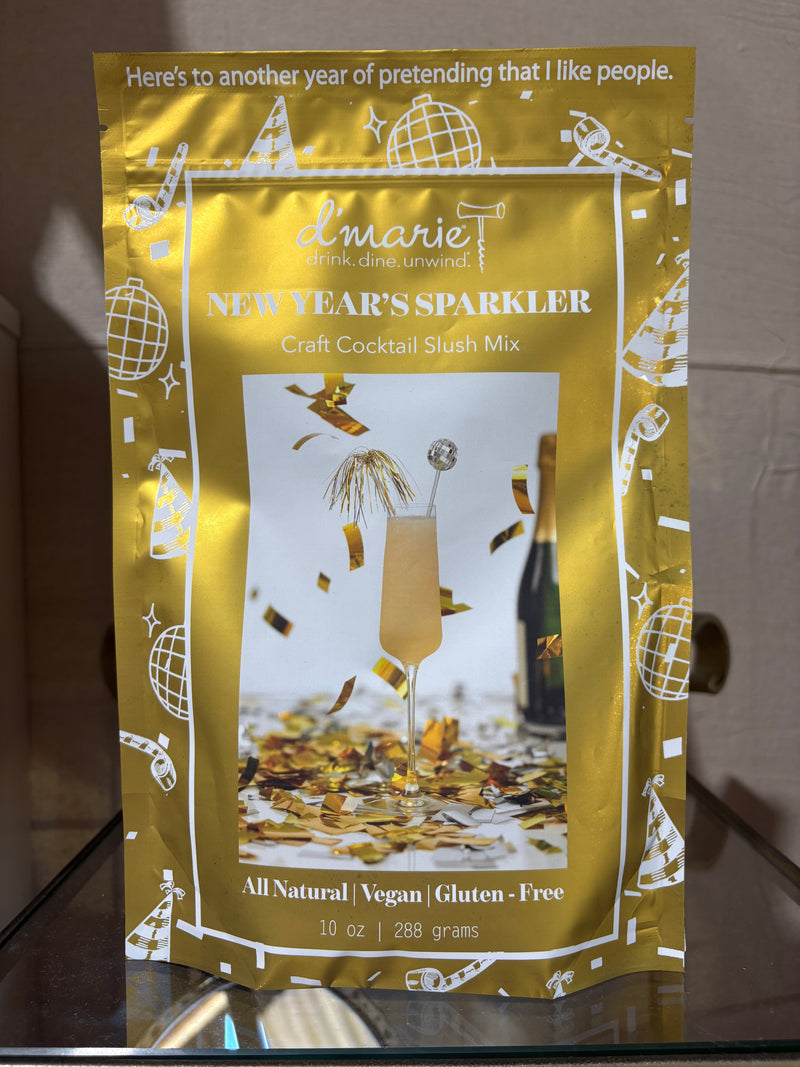 Here's to another year of pretending that I like people.
d'marie
drink. dine. unwind.
NEW YEAR'S SPARKLER
Craft Cocktail Slush Mix
All Natural | Vegan | Gluten - Free
10 oz | 288 grams